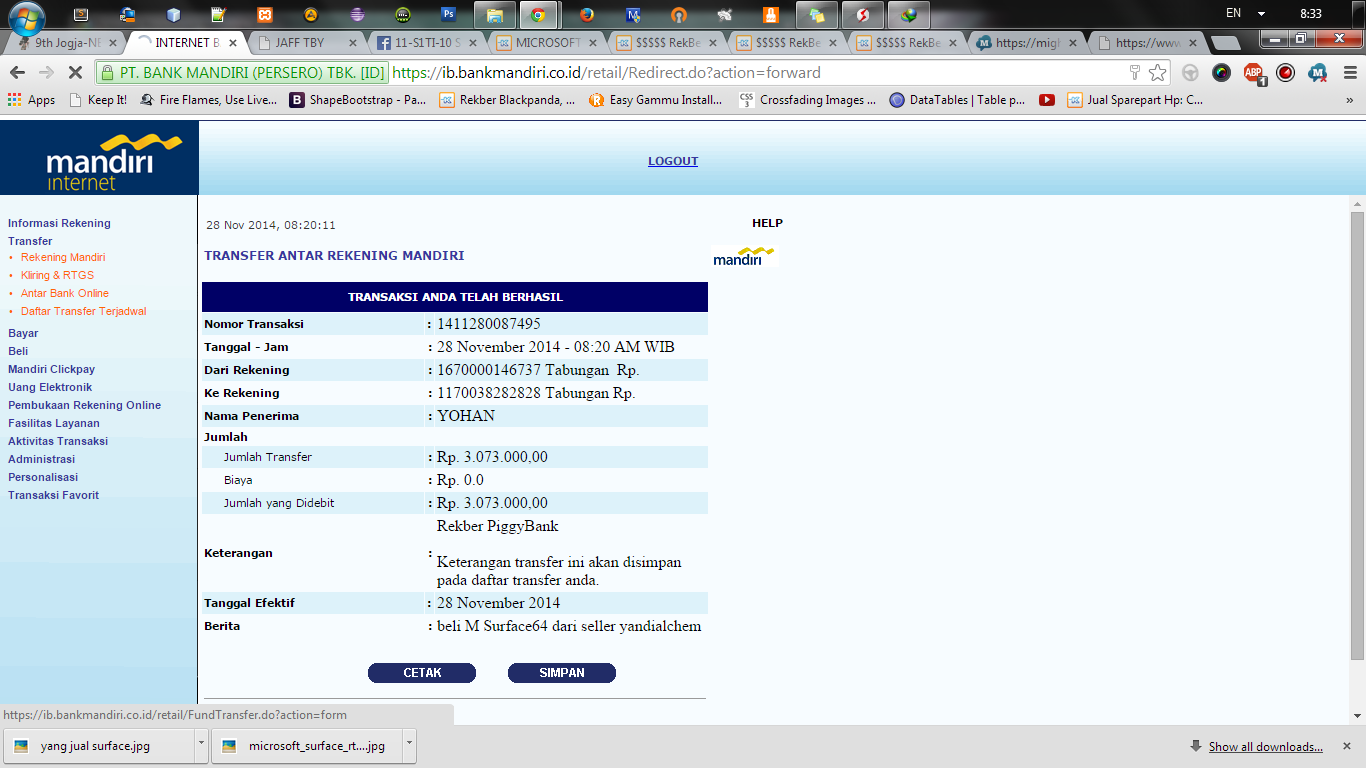 EN 8:33
9th Jogja-NE
INTERNET B
JAFF TBY
11-S1TI-10 S
MICROSOFT
$$$$$ RekBe
$$$$$ RekBe
$$$$$ RekBe
https://migh
https://www
PT. BANK MANDIRI (PERSERO) TBK. [ID] https://ib.bankmandiri.co.id/retail/Redirect.do?action=forward
ABP 1
Apps
Keep It!
Fire Flames, Use Live...
ShapeBootstrap - Pa...
Rekber Blackpanda, ...
Easy Gammu Install...
CSS 3
Crossfading Images ...
DataTables | Table p...
Jual Sparepart Hp: C...
»
mandiri
internet
LOGOUT
Informasi Rekening
Transfer
• Rekening Mandiri
• Kliring & RTGS
• Antar Bank Online
• Daftar Transfer Terjadwal
Bayar
Beli
Mandiri Clickpay
Uang Elektronik
Pembukaan Rekening Online
Fasilitas Layanan
Aktivitas Transaksi
Administrasi
Personalisasi
Transaksi Favorit
28 Nov 2014, 08:20:11
HELP
TRANSFER ANTAR REKENING MANDIRI
mandiri
TRANSAKSI ANDA TELAH BERHASIL
Nomor Transaksi : 1411280087495
Tanggal - Jam : 28 November 2014 - 08:20 AM WIB
Dari Rekening : 1670000146737 Tabungan Rp.
Ke Rekening : 1170038282828 Tabungan Rp.
Nama Penerima : YOHAN
Jumlah
Jumlah Transfer : Rp. 3.073.000,00
Biaya : Rp. 0.0
Jumlah yang Didebit : Rp. 3.073.000,00
Rekber PiggyBank
Keterangan :
Keterangan transfer ini akan disimpan
pada daftar transfer anda.
Tanggal Efektif : 28 November 2014
Berita : beli M Surface64 dari seller yandialchem
CETAK
SIMPAN
https://ib.bankmandiri.co.id/retail/FundTransfer.do?action=form
yang jual surface.jpg
microsoft_surface_rt....jpg
Show all downloads...